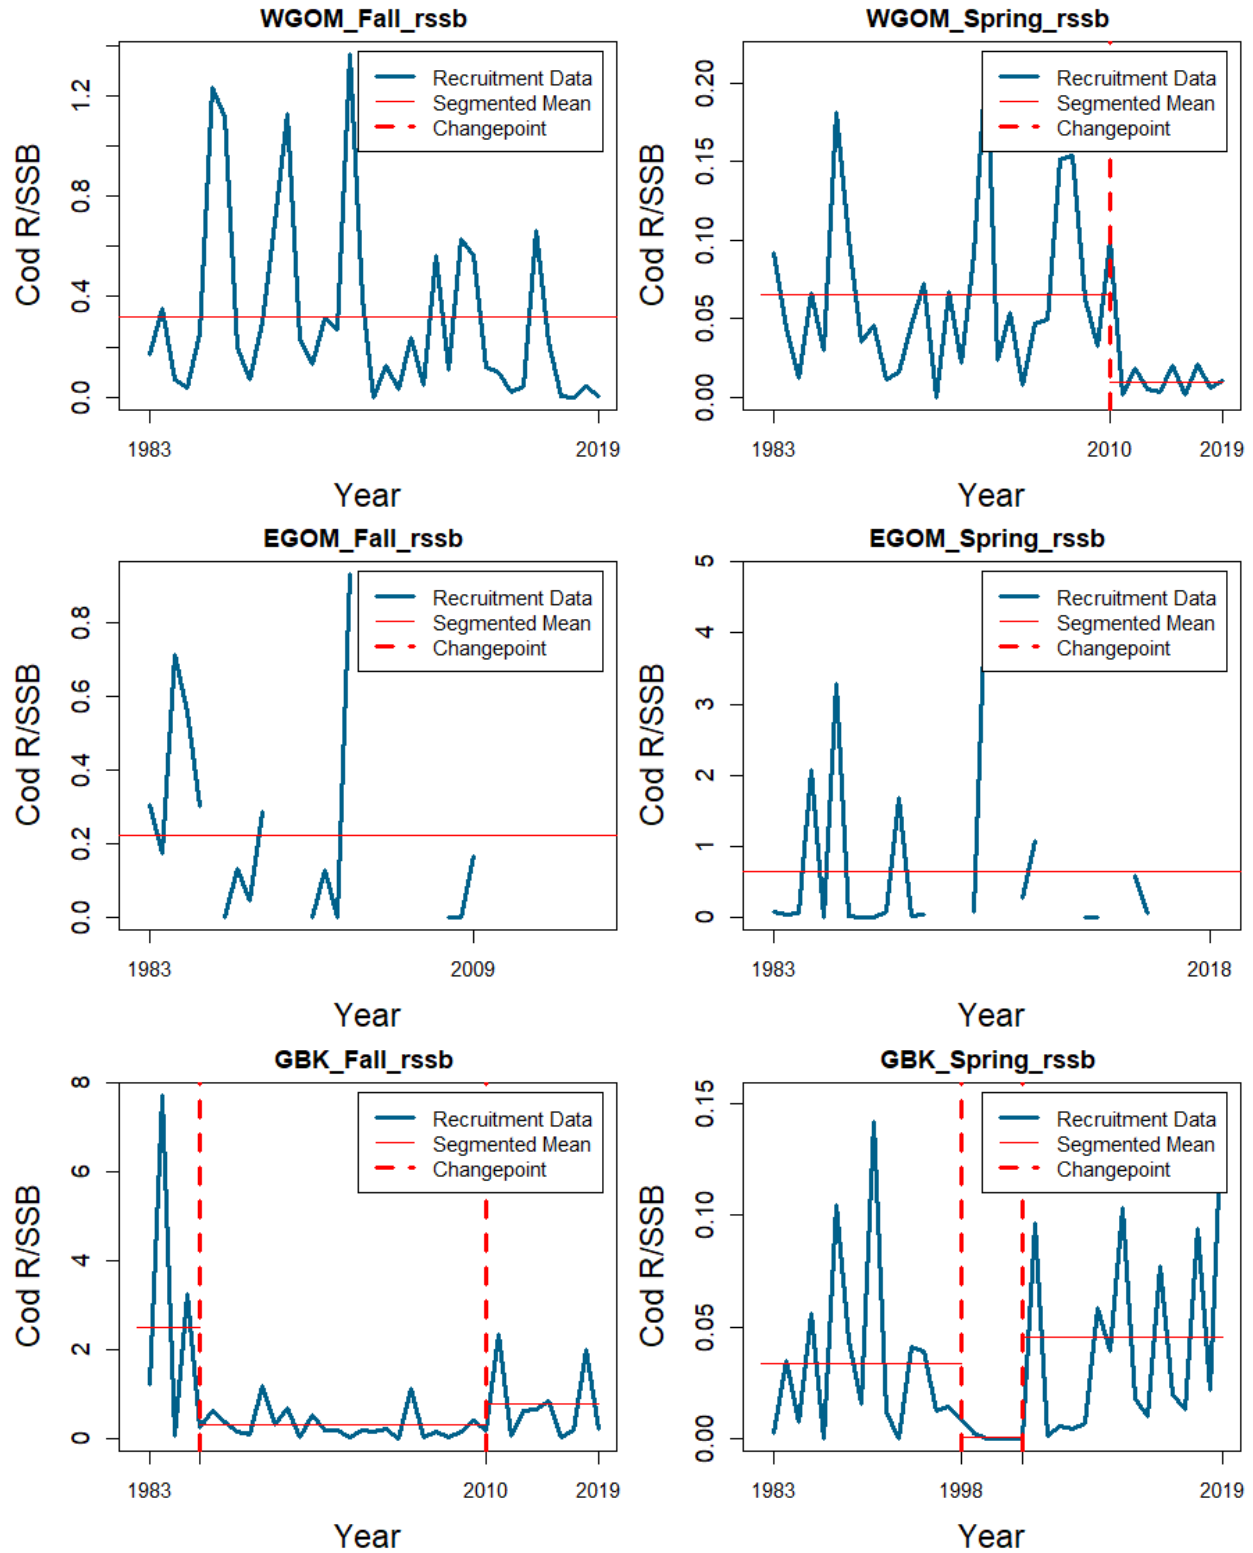 WGOM_Fall_rssb
Cod R/SSB
0.0
0.4
0.8
1.2
Recruitment Data
Segmented Mean
Changepoint
1983
2019
Year
WGOM_Spring_rssb
Cod R/SSB
0.00
0.05
0.10
0.15
0.20
Recruitment Data
Segmented Mean
Changepoint
1983
2010
2019
Year
EGOM_Fall_rssb
Cod R/SSB
0.0
0.2
0.4
0.6
0.8
Recruitment Data
Segmented Mean
Changepoint
1983
2009
Year
EGOM_Spring_rssb
Cod R/SSB
0
1
2
3
4
5
Recruitment Data
Segmented Mean
Changepoint
1983
2018
Year
GBK_Fall_rssb
Cod R/SSB
0
2
4
6
8
Recruitment Data
Segmented Mean
Changepoint
1983
2010
2019
Year
GBK_Spring_rssb
Cod R/SSB
0.00
0.05
0.10
0.15
Recruitment Data
Segmented Mean
Changepoint
1983
1998
2019
Year